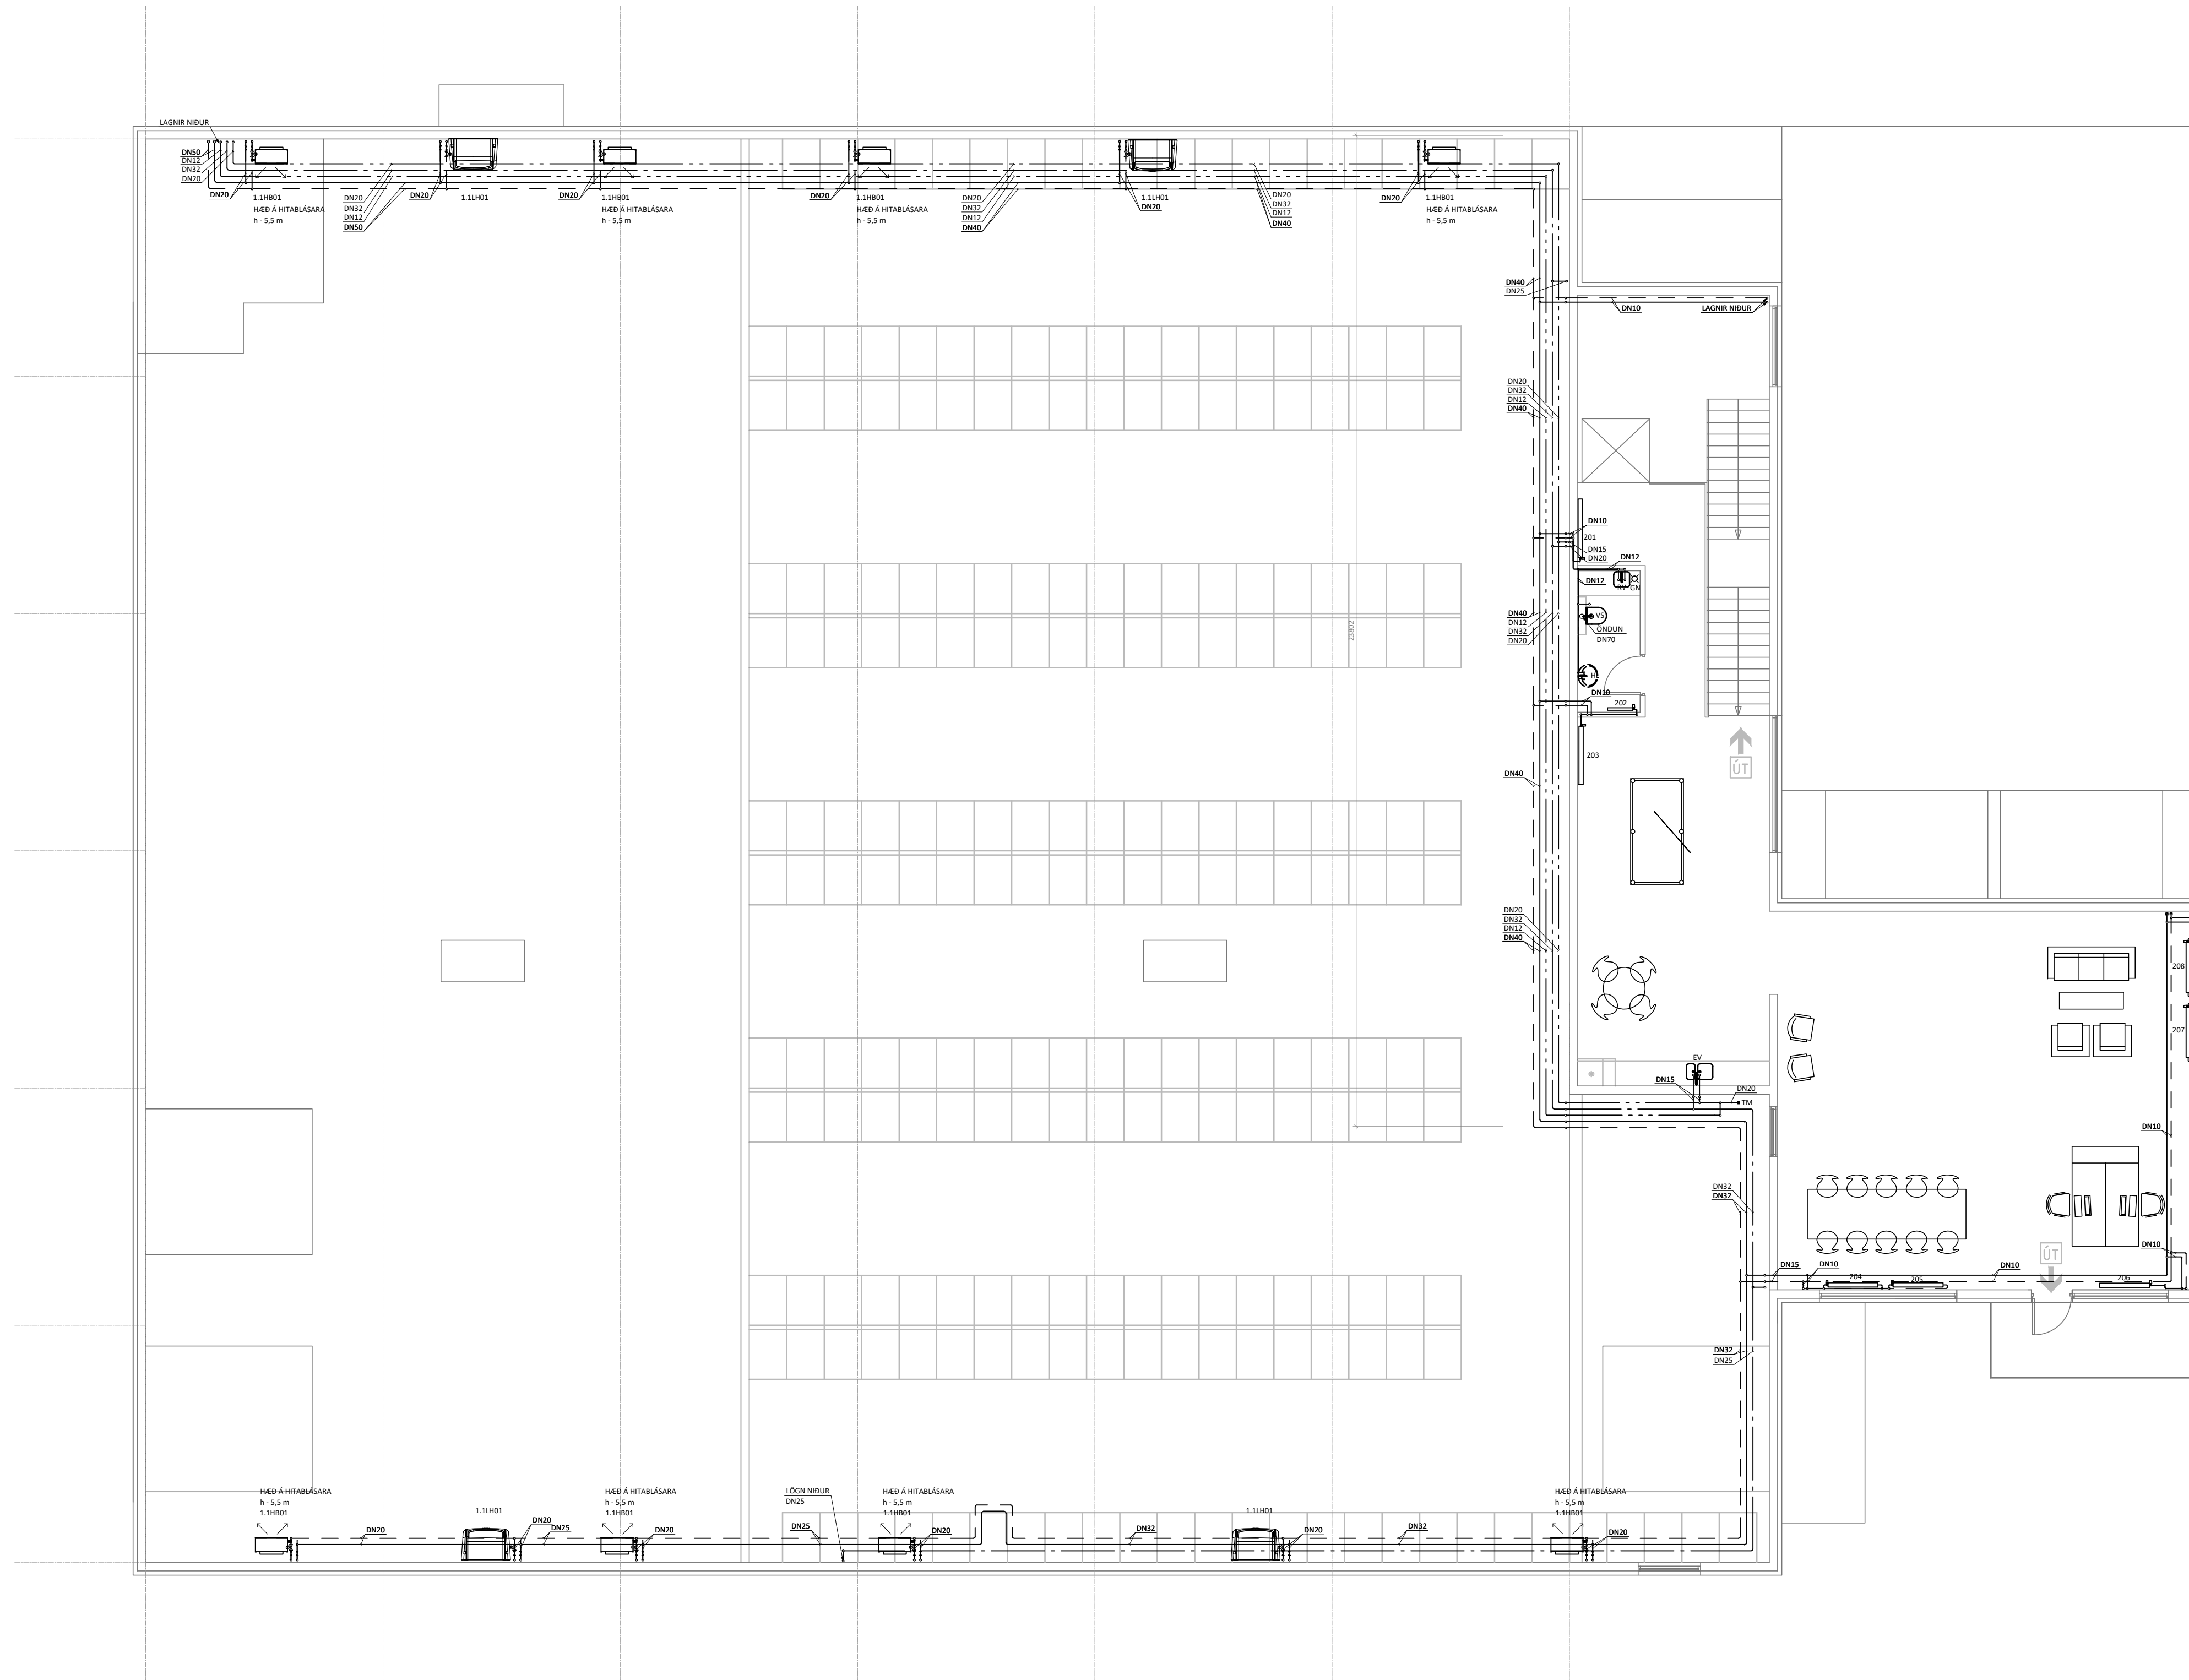 LAGNIR NIÐUR
DN50
DN12
DN32
DN20
DN20
1.1HB01
HÆÐ Á HITABLÁSARA
h - 5,5 m
DN20
DN32
DN12
DN50
DN20
1.1LH01
DN20
1.1HB01
HÆÐ Á HITABLÁSARA
h - 5,5 m
DN20
1.1HB01
HÆÐ Á HITABLÁSARA
h - 5,5 m
DN20
DN32
DN12
DN40
1.1LH01
DN20
DN20
DN32
DN12
DN40
DN20
1.1HB01
HÆÐ Á HITABLÁSARA
h - 5,5 m
DN40
DN25
DN10
LAGNIR NIÐUR
DN20
DN32
DN12
DN40
DN10
201
DN15
DN20
DN12
DN12
RV
GN
DN40
DN12
DN32
DN20
23802
VS
ÖNDUN
DN70
HL
DN10
202
203
ÚT
DN40
DN20
DN32
DN12
DN40
208
207
EV
DN15
DN20
TM
DN10
DN32
DN32
DN10
ÚT
DN15
DN10
204
205
DN10
206
DN32
DN25
HÆÐ Á HITABLÁSARA
h - 5,5 m
1.1HB01
DN20
1.1LH01
DN20
DN25
HÆÐ Á HITABLÁSARA
h - 5,5 m
1.1HB01
DN20
LÖGN NIÐUR
DN25
DN25
HÆÐ Á HITABLÁSARA
h - 5,5 m
1.1HB01
DN20
DN32
1.1LH01
DN20
DN32
HÆÐ Á HITABLÁSARA
h - 5,5 m
1.1HB01
DN20